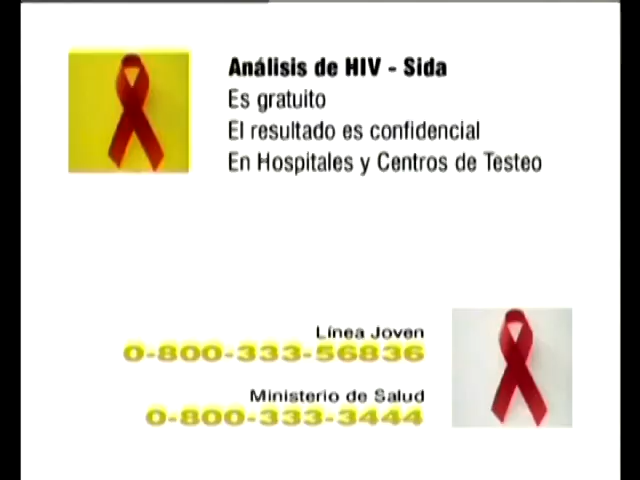 Análisis de HIV - Sida
Es gratuito
El resultado es confidencial
En Hospitales y Centros de Testeo
Línea Joven
0-800-333-56836
Ministerio de Salud
0-800-333-3444